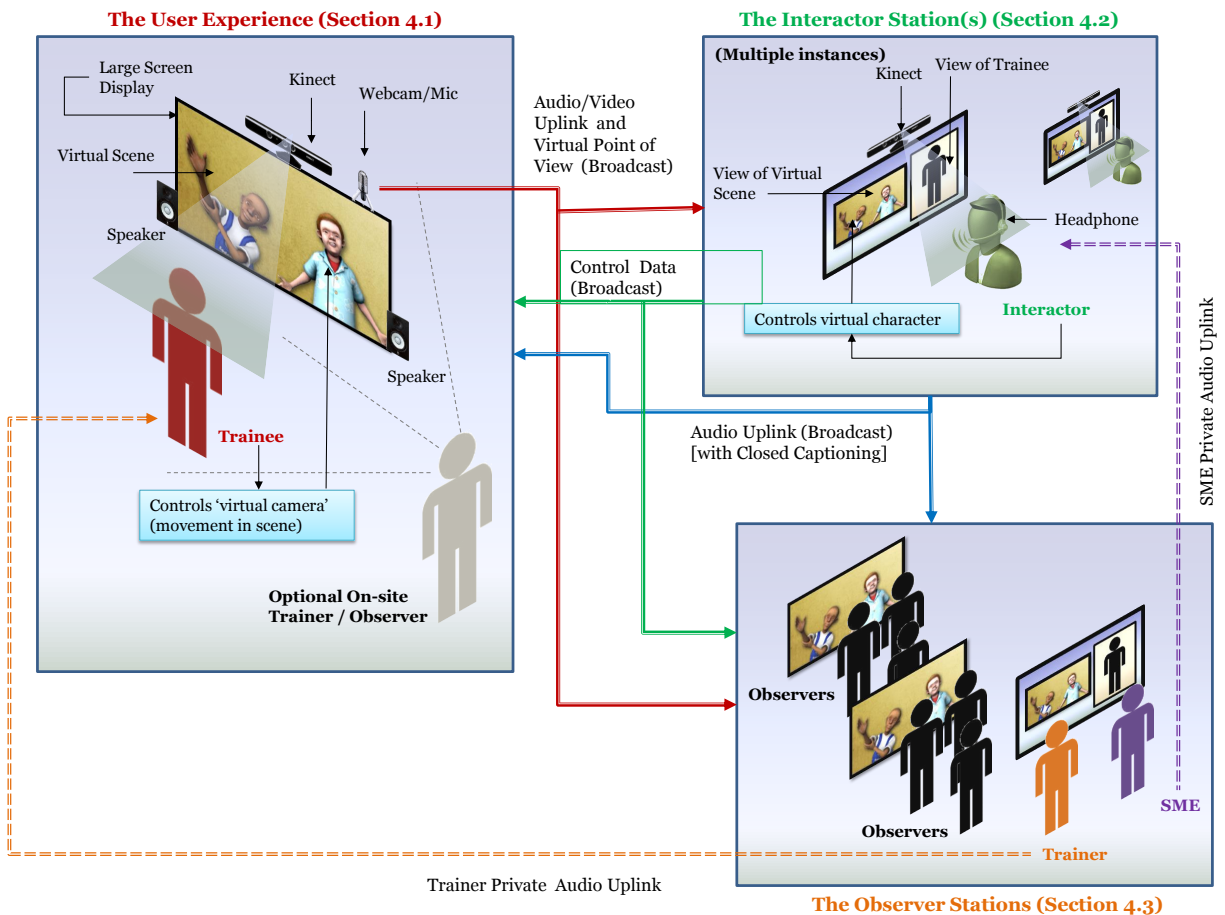 The User Experience (Section 4.1)
Large Screen
Display
Kinect
Webcam/Mic
Virtual Scene
Speaker
Speaker
Trainee
Controls ‘virtual camera’
(movement in scene)
Optional On-site
Trainer / Observer
Audio/Video
Uplink and
Virtual Point of
View (Broadcast)
Control Data
(Broadcast)
Audio Uplink (Broadcast)
[with Closed Captioning]
The Interactor Station(s) (Section 4.2)
(Multiple instances)
View of Trainee
Kinect
View of Virtual
Scene
Headphone
Interactor
Controls virtual character
SME Private Audio Uplink
Observers
Observers
SME
Trainer
Trainer Private Audio Uplink
The Observer Stations (Section 4.3)